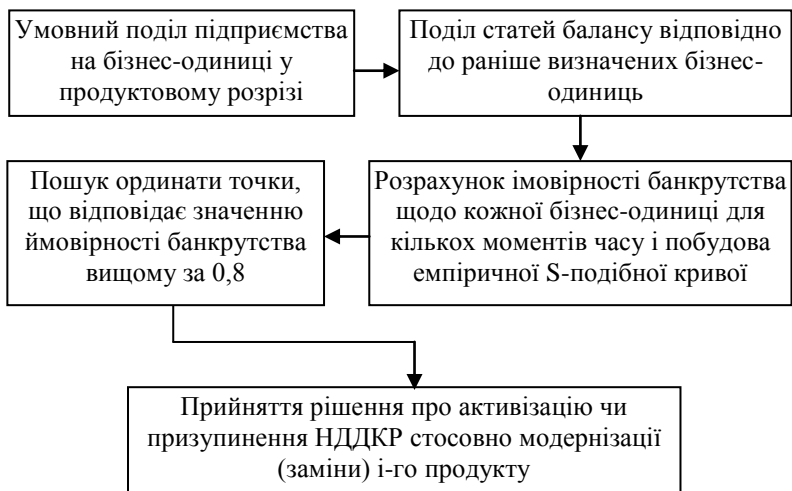 Умовний поділ підприємства
на бізнес-одиниці у
продуктовому розрізі
Поділ статей балансу відповідно
до раніше визначених бізнес-
одиниць
Розрахунок імовірності банкрутства
щодо кожної бізнес-одиниці для
кількох моментів часу і побудова
емпіричної S-подібної кривої
Пошук ординати точки,
що відповідає значенню
ймовірності банкрутства
вищому за 0,8
Прийняття рішення про активізацію чи
призупинення НДДКР стосовно модернізації
(заміни) і-го продукту